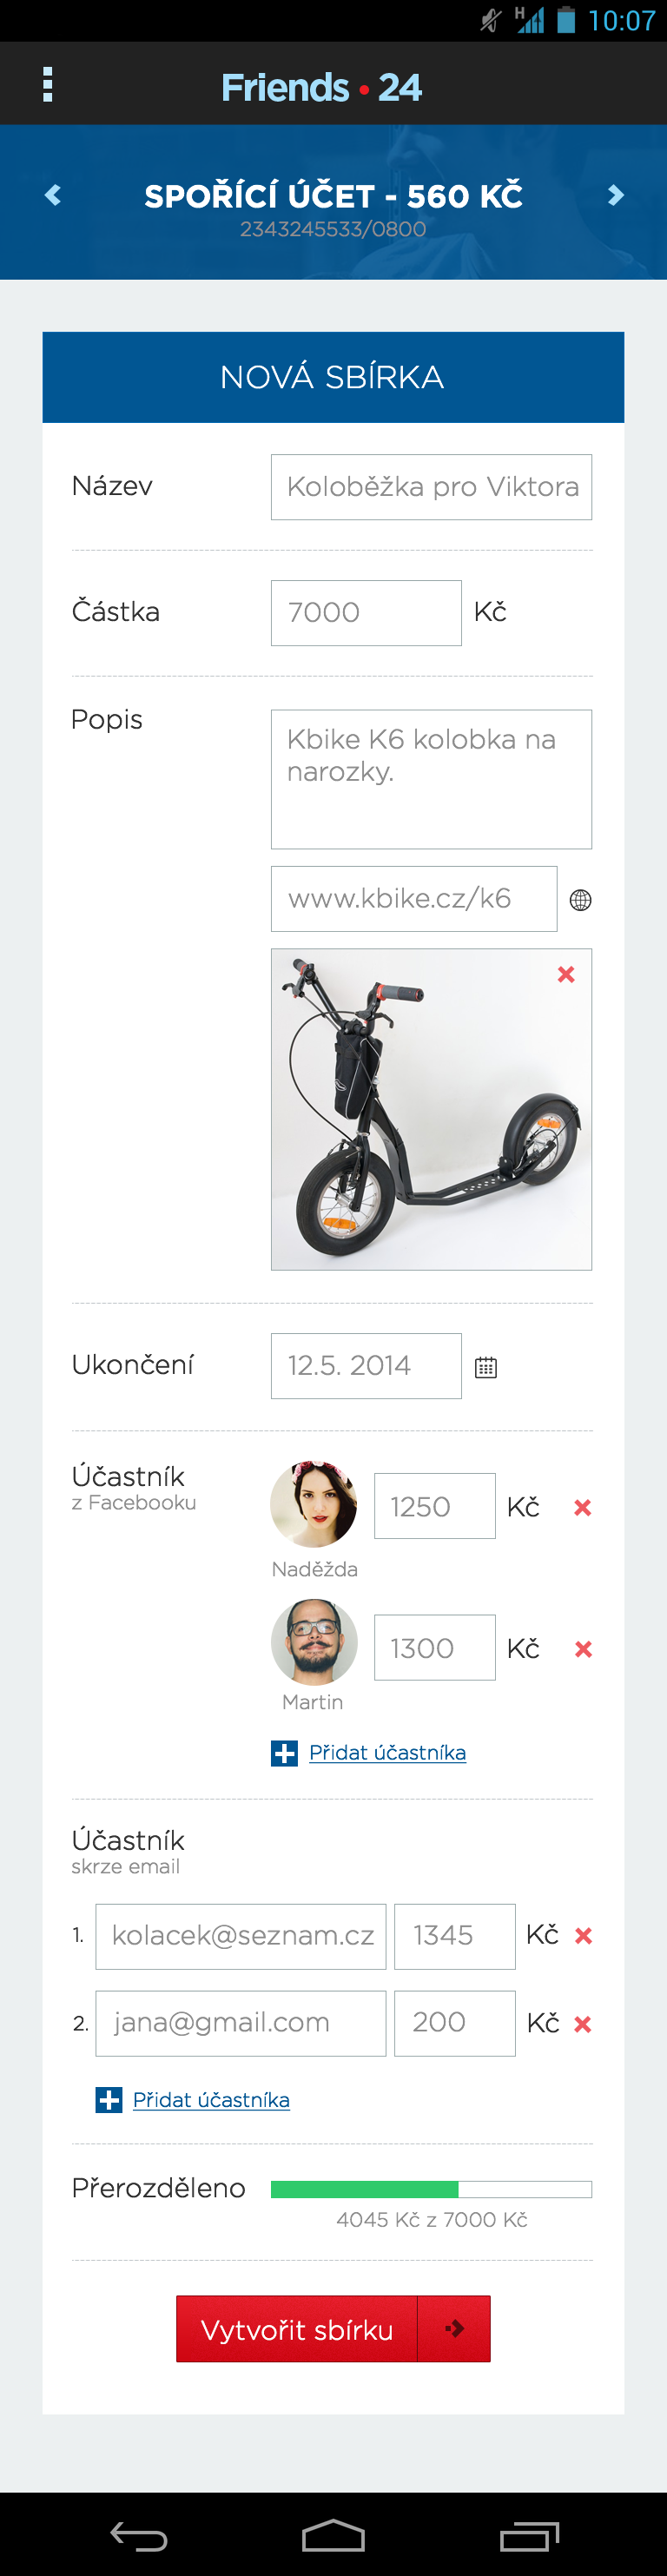 H 10:07
Friends • 24
SPOŘÍCÍ ÚČET - 560 KČ
2343245533/0800
NOVÁ SBÍRKA
Název
Koloběžka pro Viktora
Částka
7000
Kč
Popis
Kbike K6 kolobka na
narozky.
www.kbike.cz/k6
Ukončení
12.5. 2014
Účastník
z Facebooku
1250 Kč
Naděžda
1300 Kč
Martin
Přidat účastníka
Účastník
skrze email
1. kolacek@seznam.cz 1345 Kč
2. jana@gmail.com 200 Kč
Přidat účastníka
Přerozděleno
4045 Kč z 7000 Kč
Vytvořit sbírku